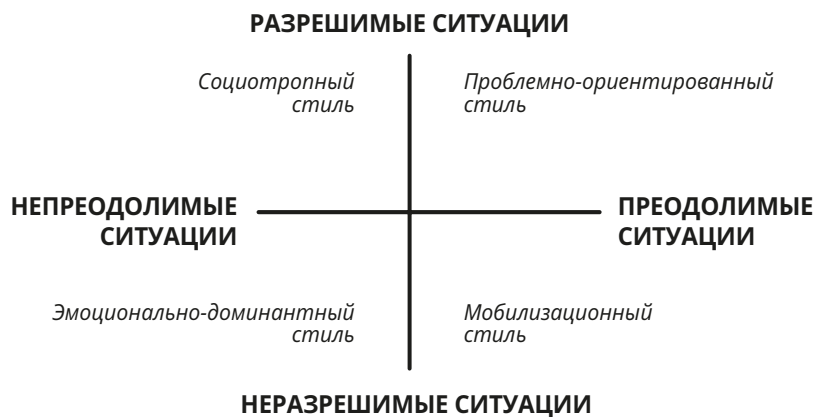 РАЗРЕШИМЫЕ СИТУАЦИИ
Социотропный
стиль
Проблемно-ориентированный
стиль
НЕПРЕОДОЛИМЫЕ
СИТУАЦИИ
ПРЕОДОЛИМЫЕ
СИТУАЦИИ
Эмоционально-доминантный
стиль
Мобилизационный
стиль
НЕРАЗРЕШИМЫЕ СИТУАЦИИ